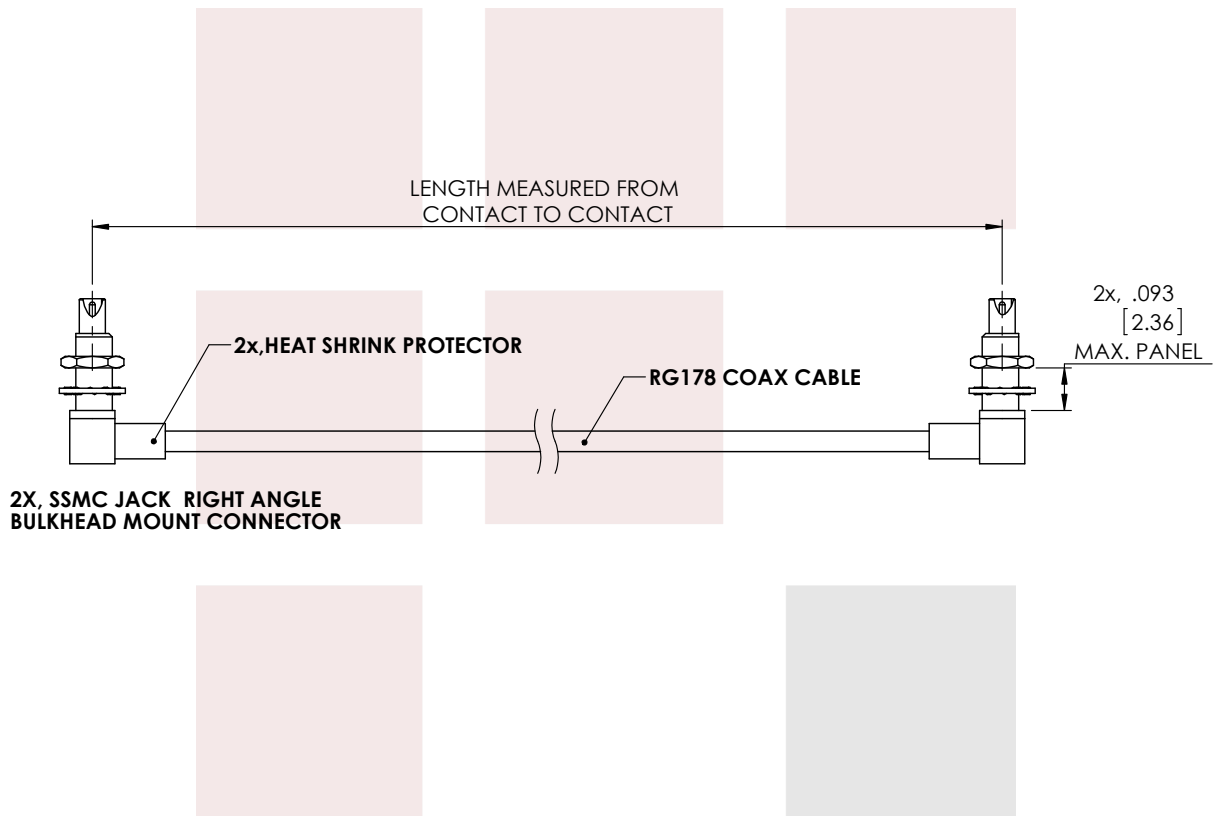 LENGTH MEASURED FROM
CONTACT TO CONTACT
2x, .093
[2.36]
MAX. PANEL
2x,HEAT SHRINK PROTECTOR
RG178 COAX CABLE
2X, SSMC JACK  RIGHT ANGLE
BULKHEAD MOUNT CONNECTOR